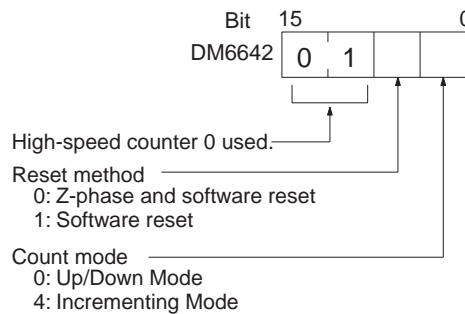 Bit 15 0
DM6642 0 1
High-speed counter 0 used.
Reset method
0: Z-phase and software reset
1: Software reset
Count mode
0: Up/Down Mode
4: Incrementing Mode